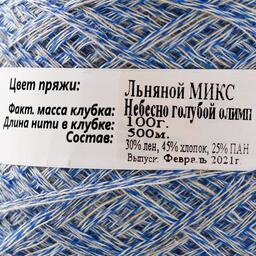 Цвет пряжи: Льняной МИКС
Небесно голубой олимп
Факт. масса клубка: 100г.
Длина нити в клубке: 500м.
Состав: 30% лен, 45% хлопок, 25% ПАН
Выпуск: Февраль 2021г.